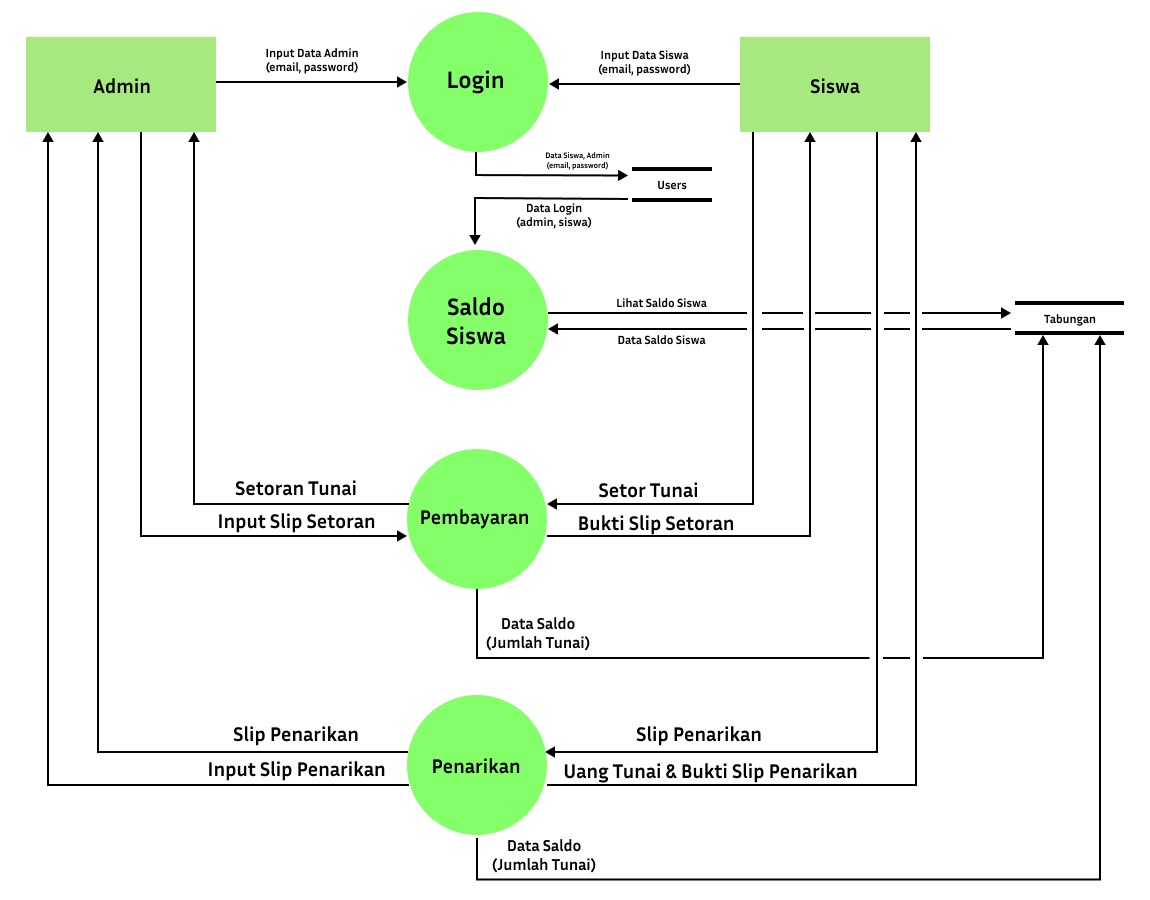 Admin
Input Data Admin
(email, password)
Login
Input Data Siswa
(email, password)
Siswa
Data Siswa, Admin
(email, password)
Users
Data Login
(admin, siswa)
Saldo
Siswa
Lihat Saldo Siswa
Data Saldo Siswa
Tabungan
Setoran Tunai
Input Slip Setoran
Pembayaran
Setor Tunai
Bukti Slip Setoran
Data Saldo
(Jumlah Tunai)
Slip Penarikan
Input Slip Penarikan
Penarikan
Slip Penarikan
Uang Tunai & Bukti Slip Penarikan
Data Saldo
(Jumlah Tunai)